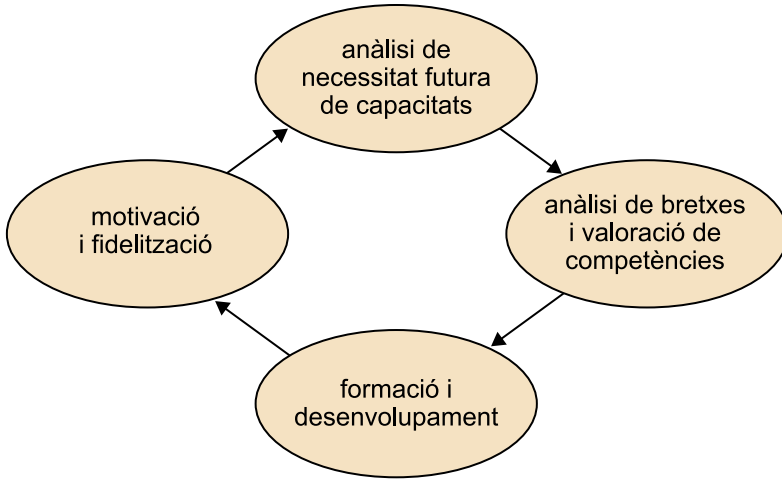 anàlisi de
necessitat futura
de capacitats
motivació
i fidelització
anàlisi de bretxes
i valoració de
competències
formació i
desenvolupament